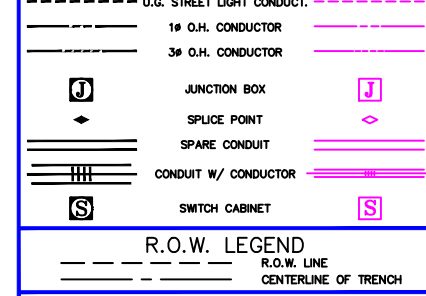 U.G. STREET LIGHT CONDUCT.
1ø O.H. CONDUCTOR
3ø O.H. CONDUCTOR
J JUNCTION BOX J
SPLICE POINT
SPARE CONDUIT
CONDUIT W/ CONDUCTOR
S SWITCH CABINET S
R.O.W. LEGEND
R.O.W. LINE
CENTERLINE OF TRENCH